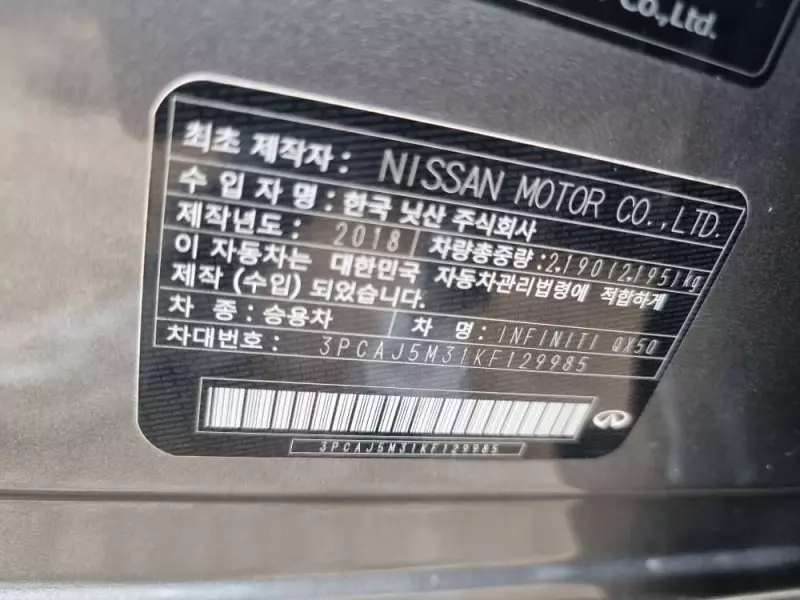 Co.,Ltd.
최초 제작자: NISSAN MOTOR CO.,LTD.
수 입 자 명: 한국 닛산 주식회사
제작년도: 2018 차량총중량: 2,190(2,195)kg
이 자동차는 대한민국 자동차관리법령에 적합하게
제작 (수입) 되었습니다.
차 종: 승용차 차 명: INFINITI QX50
차대번호: 3PCAJ5M31KF129985
3PCAJ5M31KF129985